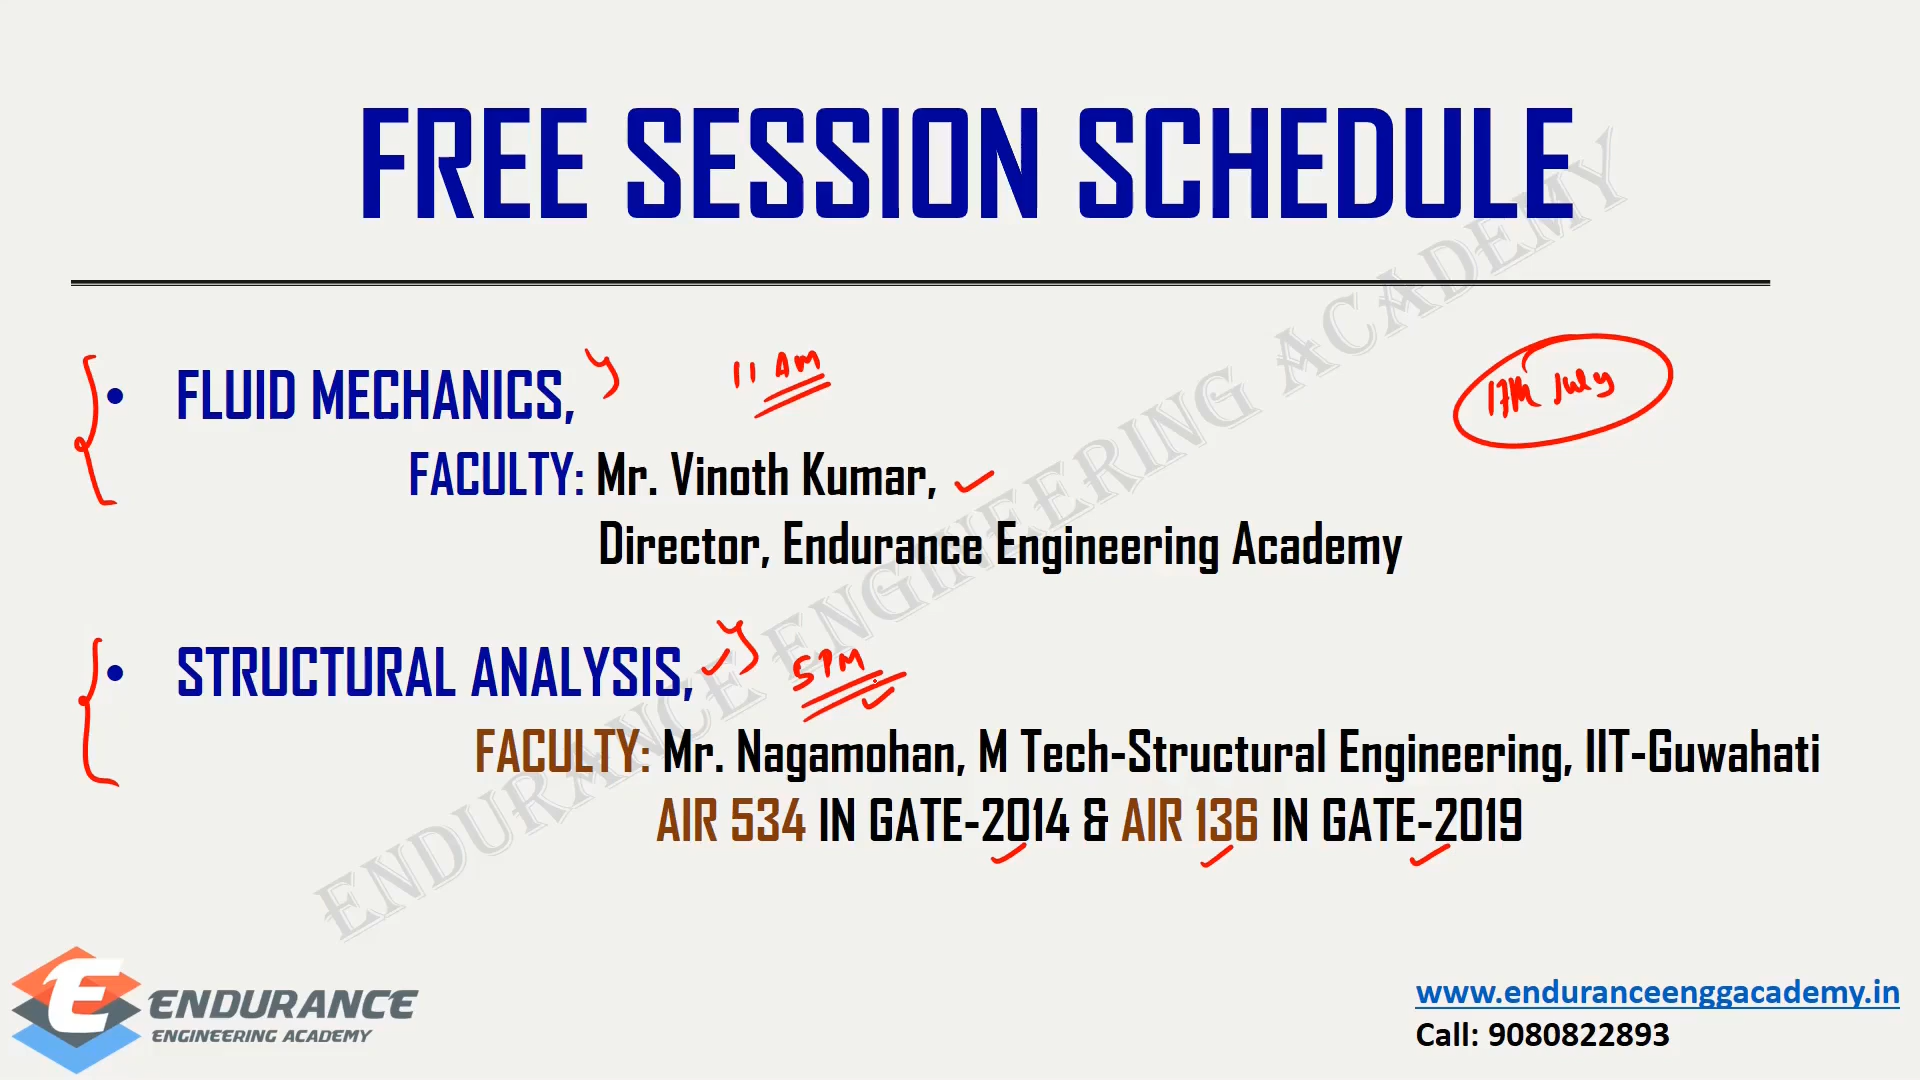 FREE SESSION SCHEDULE
• FLUID MECHANICS, 11 AM
17th July
FACULTY: Mr. Vinoth Kumar,
Director, Endurance Engineering Academy
• STRUCTURAL ANALYSIS, 5 PM
FACULTY: Mr. Nagamohan, M Tech-Structural Engineering, IIT-Guwahati
AIR 534 IN GATE-2014 & AIR 136 IN GATE-2019
ENDURANCE ENGINEERING ACADEMY
ENDURANCE
ENGINEERING ACADEMY
www.enduranceenggacademy.in
Call: 9080822893